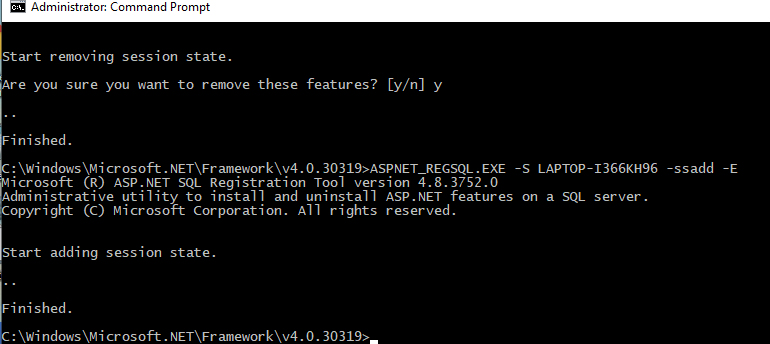 Administrator: Command Prompt
Start removing session state.
Are you sure you want to remove these features? [y/n] y
..
Finished.
C:\Windows\Microsoft.NET\Framework\v4.0.30319>ASPNET_REGSQL.EXE -S LAPTOP-I366KH96 -ssadd -E
Microsoft (R) ASP.NET SQL Registration Tool version 4.8.3752.0
Administrative utility to install and uninstall ASP.NET features on a SQL server.
Copyright (C) Microsoft Corporation. All rights reserved.
Start adding session state.
..
Finished.
C:\Windows\Microsoft.NET\Framework\v4.0.30319>